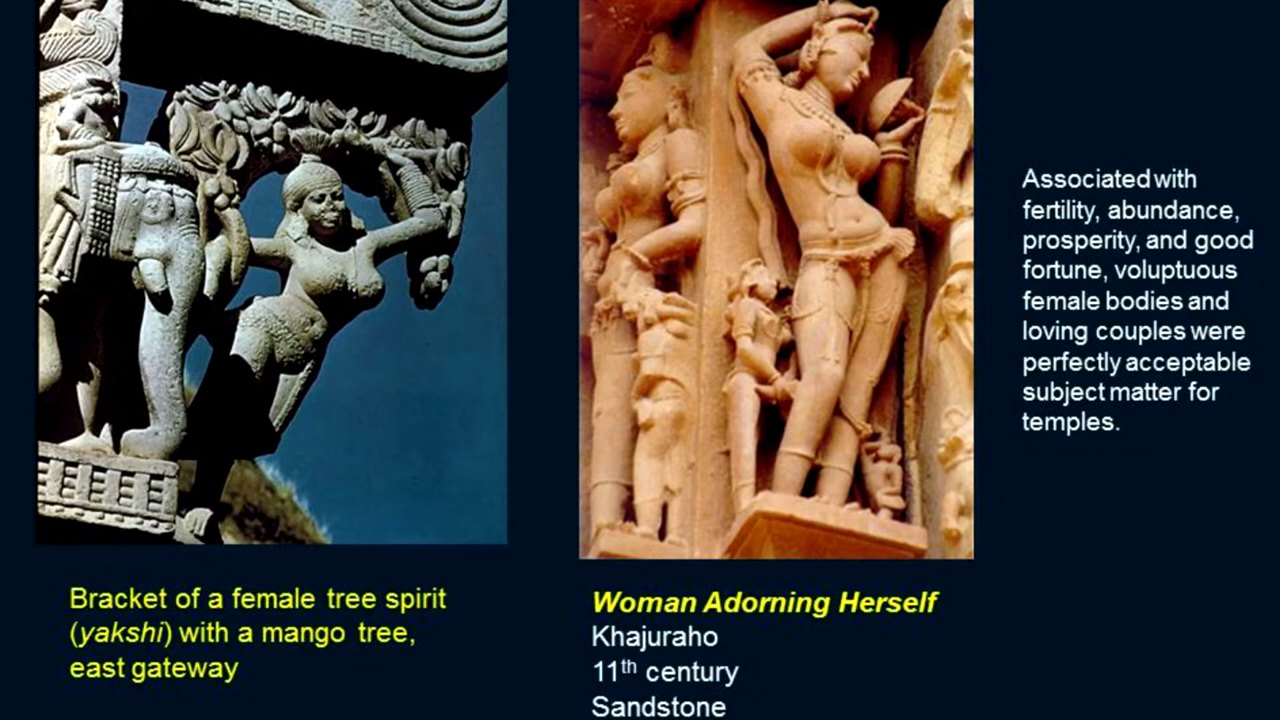 Associated with
fertility, abundance,
prosperity, and good
fortune, voluptuous
female bodies and
loving couples were
perfectly acceptable
subject matter for
temples.
Bracket of a female tree spirit
(yakshi) with a mango tree,
east gateway
Woman Adorning Herself
Khajuraho
11th century
Sandstone